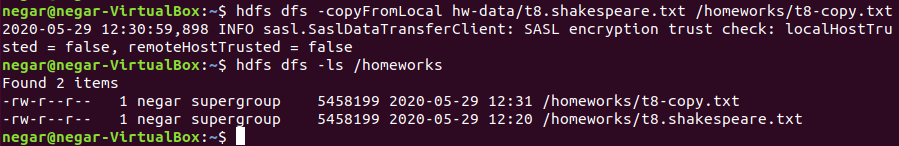 negar@negar-VirtualBox:~$ hdfs dfs -copyFromLocal hw-data/t8.shakespeare.txt /homeworks/t8-copy.txt
2020-05-29 12:30:59,898 INFO sasl.SaslDataTransferClient: SASL encryption trust check: localHostTru
sted = false, remoteHostTrusted = false
negar@negar-VirtualBox:~$ hdfs dfs -ls /homeworks
Found 2 items
-rw-r--r--   1 negar supergroup    5458199 2020-05-29 12:31 /homeworks/t8-copy.txt
-rw-r--r--   1 negar supergroup    5458199 2020-05-29 12:20 /homeworks/t8.shakespeare.txt
negar@negar-VirtualBox:~$